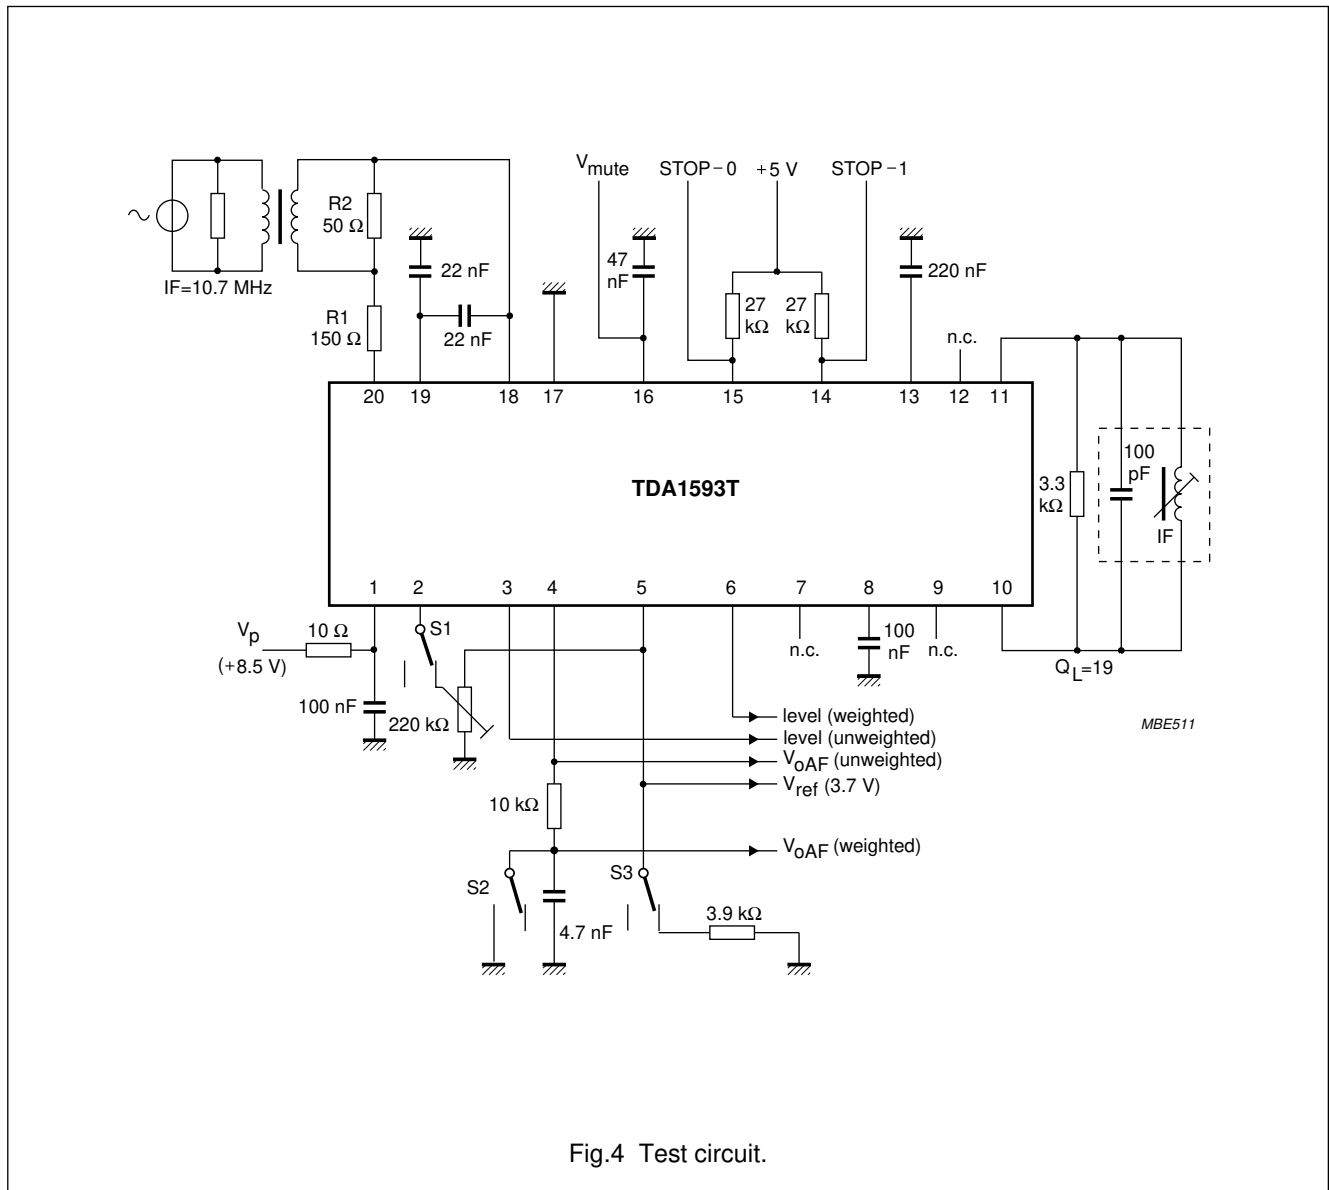 V mute
STOP-0
+5 V
STOP-1
R2
50 Ω
22 nF
47
nF
220 nF
IF=10.7 MHz
R1
150 Ω
22 nF
27
kΩ
27
kΩ
n.c.
20
19
18
17
16
15
14
13
12
11
TDA1593T
3.3
kΩ
100
pF
IF
1
2
3
4
5
6
7
8
9
10
Vp
(+8.5 V)
10 Ω
S1
n.c.
100
nF
n.c.
QL=19
100 nF
220 kΩ
level (weighted)
level (unweighted)
VoAF (unweighted)
Vref (3.7 V)
MBE511
10 kΩ
VoAF (weighted)
S2
S3
4.7 nF
3.9 kΩ
Fig.4 Test circuit.